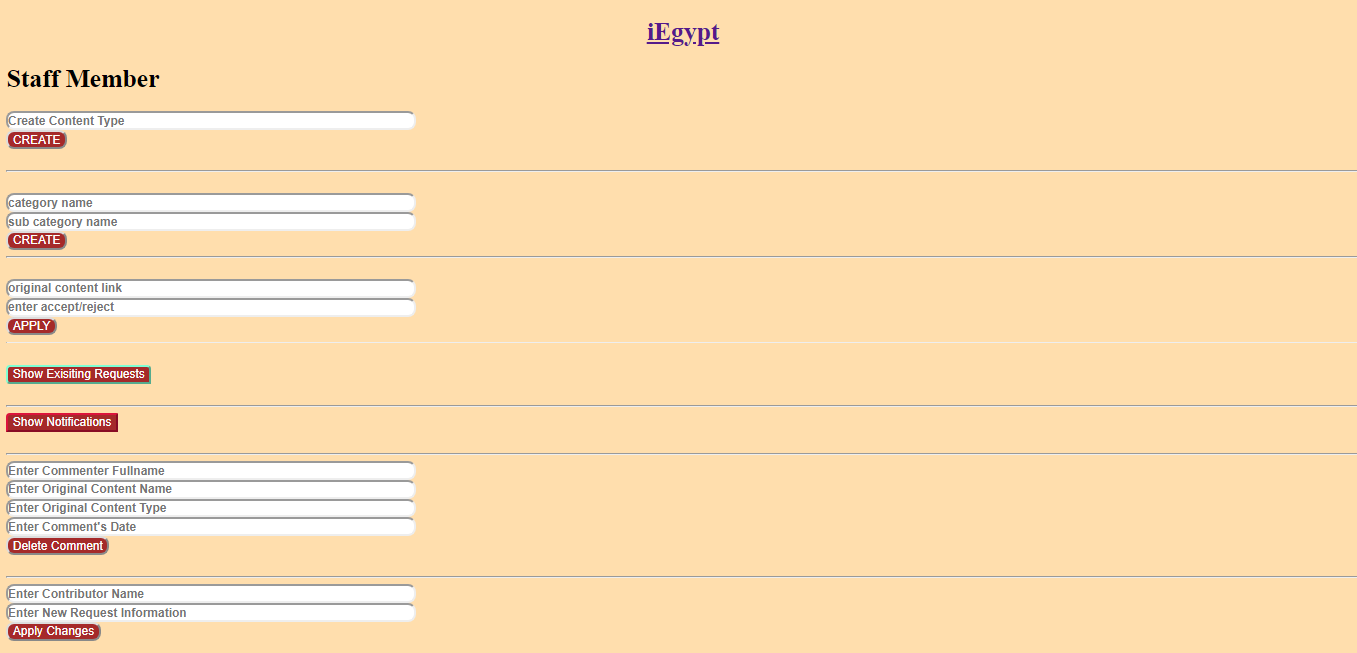 iEgypt
Staff Member
Create Content Type
CREATE
category name
sub category name
CREATE
original content link
enter accept/reject
APPLY
Show Exisiting Requests
Show Notifications
Enter Commenter Fullname
Enter Original Content Name
Enter Original Content Type
Enter Comment's Date
Delete Comment
Enter Contributor Name
Enter New Request Information
Apply Changes